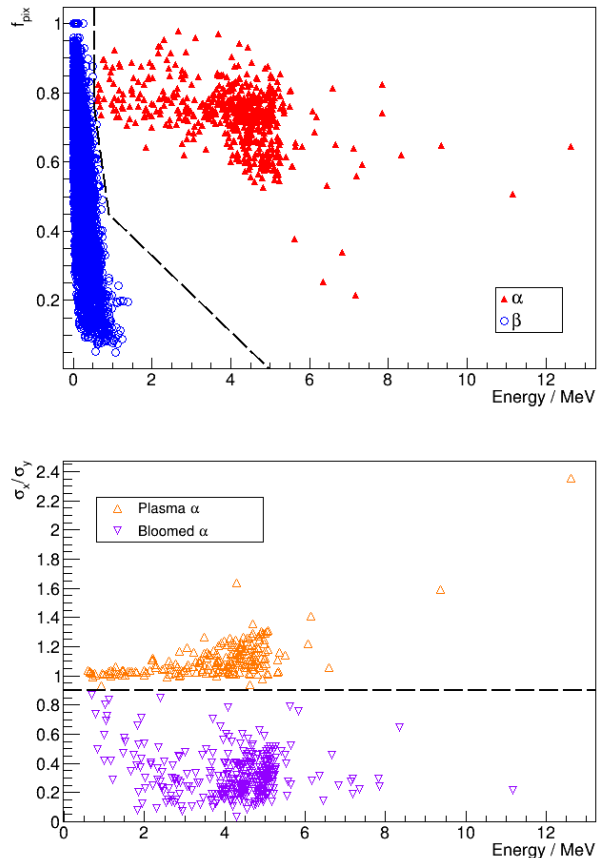 f_pix
1
0.8
0.6
0.4
0.2
α
β
0 2 4 6 8 10 12
Energy / MeV
σ_x/σ_y
2.4
2.2
2
1.8
1.6
1.4
1.2
1
0.8
0.6
0.4
0.2
0
Plasma α
Bloomed α
0 2 4 6 8 10 12
Energy / MeV